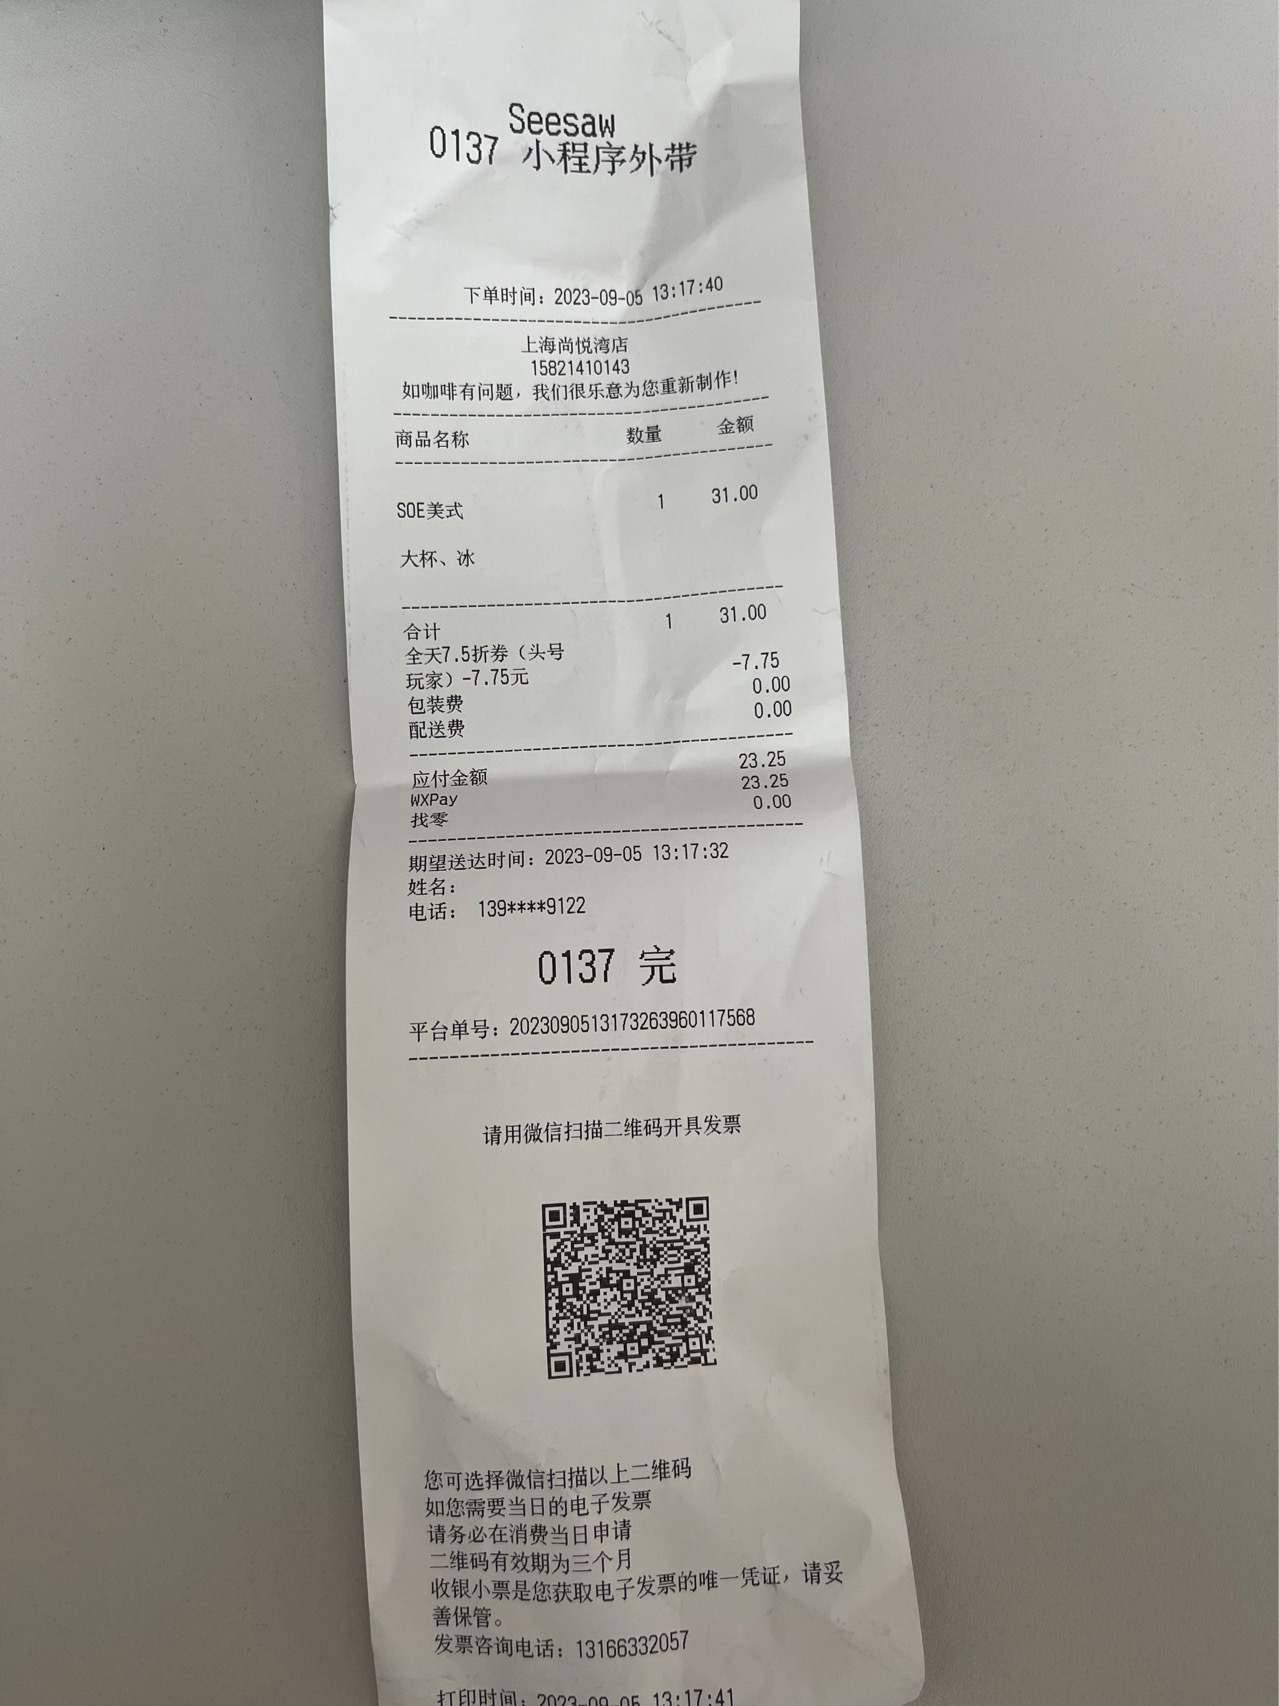 Seesaw
0137 小程序外带
下单时间：2023-09-05 13:17:40
上海尚悦湾店
15821410143
如咖啡有问题，我们很乐意为您重新制作！
商品名称 数量 金额
SOE美式 1 31.00
大杯、冰
合计 1 31.00
全天7.5折券（头号
玩家）-7.75元 -7.75
包装费 0.00
配送费 0.00
应付金额 23.25
WXPay 23.25
找零 0.00
期望送达时间：2023-09-05 13:17:32
姓名：
电话： 139****9122
0137 完
平台单号：20230905131732639601​17568
请用微信扫描二维码开具发票
您可选择微信扫描以上二维码
如您需要当日的电子发票
请务必在消费当日申请
二维码有效期为三个月
收银小票是您获取电子发票的唯一凭证，请妥
善保管。
发票咨询电话：13166332057
打印时间：2023-09-05 13:17:41